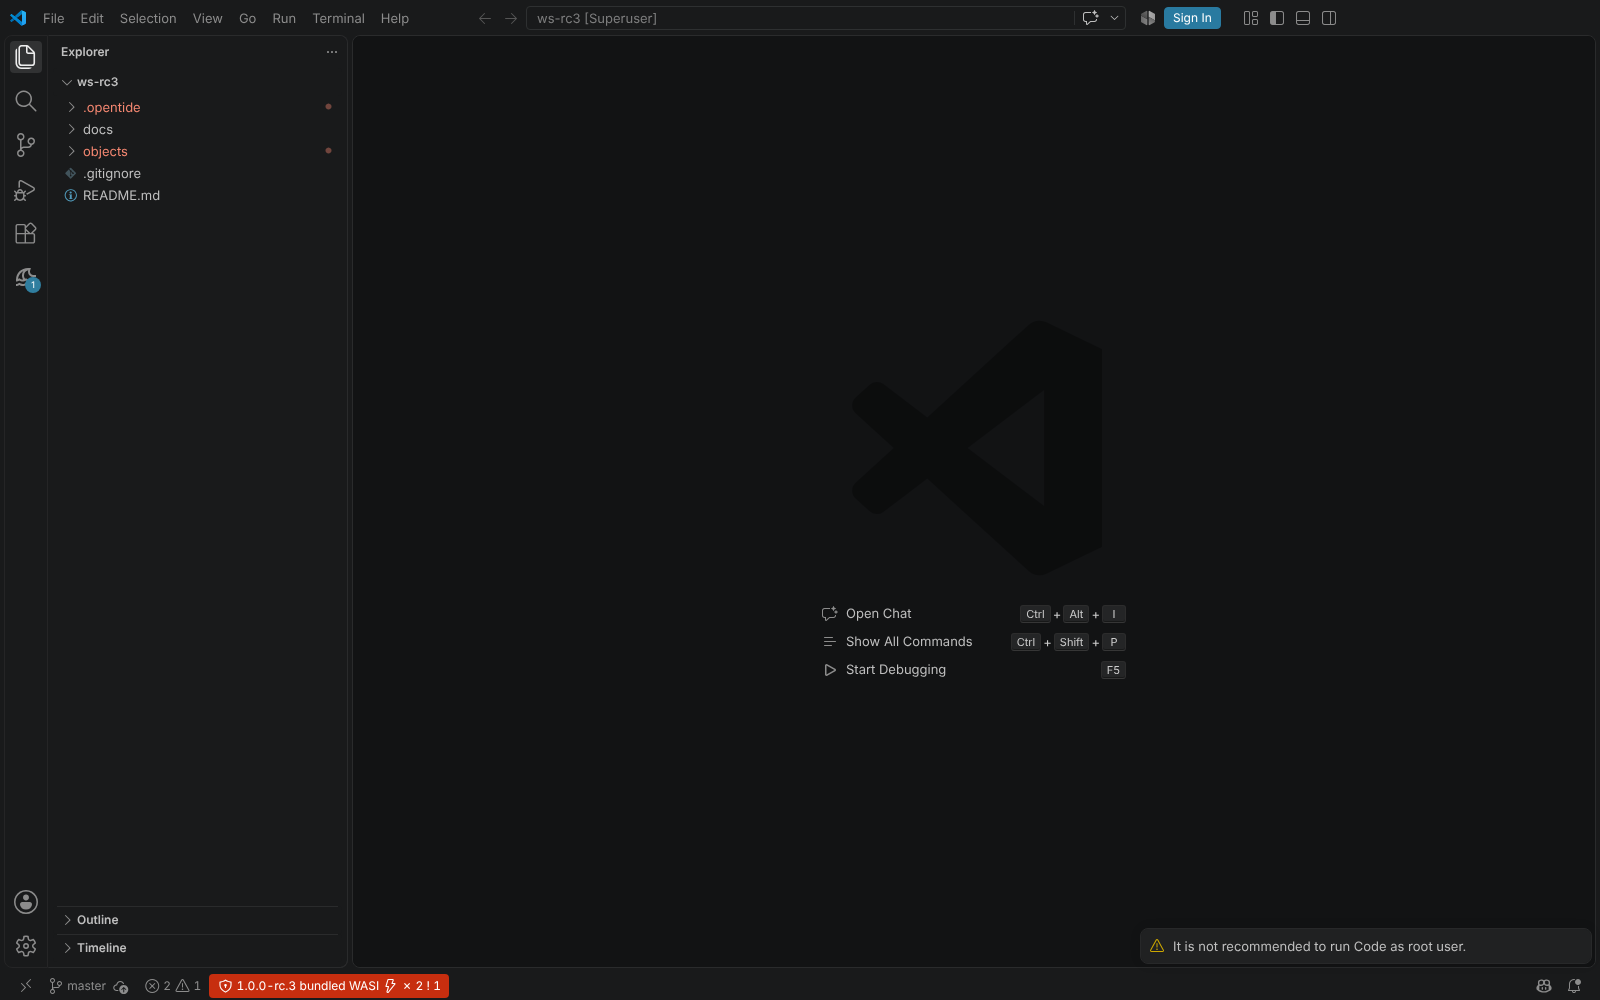 File Edit Selection View Go Run Terminal Help
ws-rc3 [Superuser]
Sign In
Explorer
ws-rc3
.opentide
docs
objects
.gitignore
README.md
1
Open Chat Ctrl + Alt + I
Show All Commands Ctrl + Shift + P
Start Debugging F5
Outline
Timeline
It is not recommended to run Code as root user.
master 2 1 1.0.0-rc.3 bundled WASI × 2 ! 1